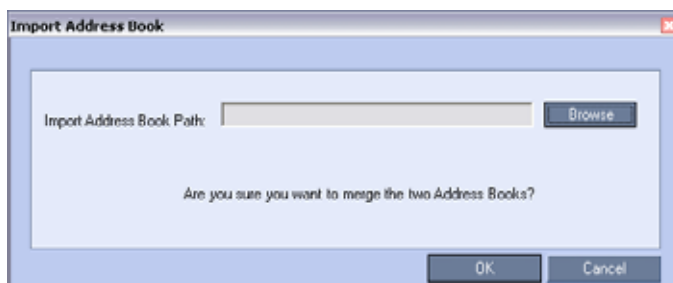 Import Address Book
Import Address Book Path: Browse
Are you sure you want to merge the two Address Books?
OK Cancel